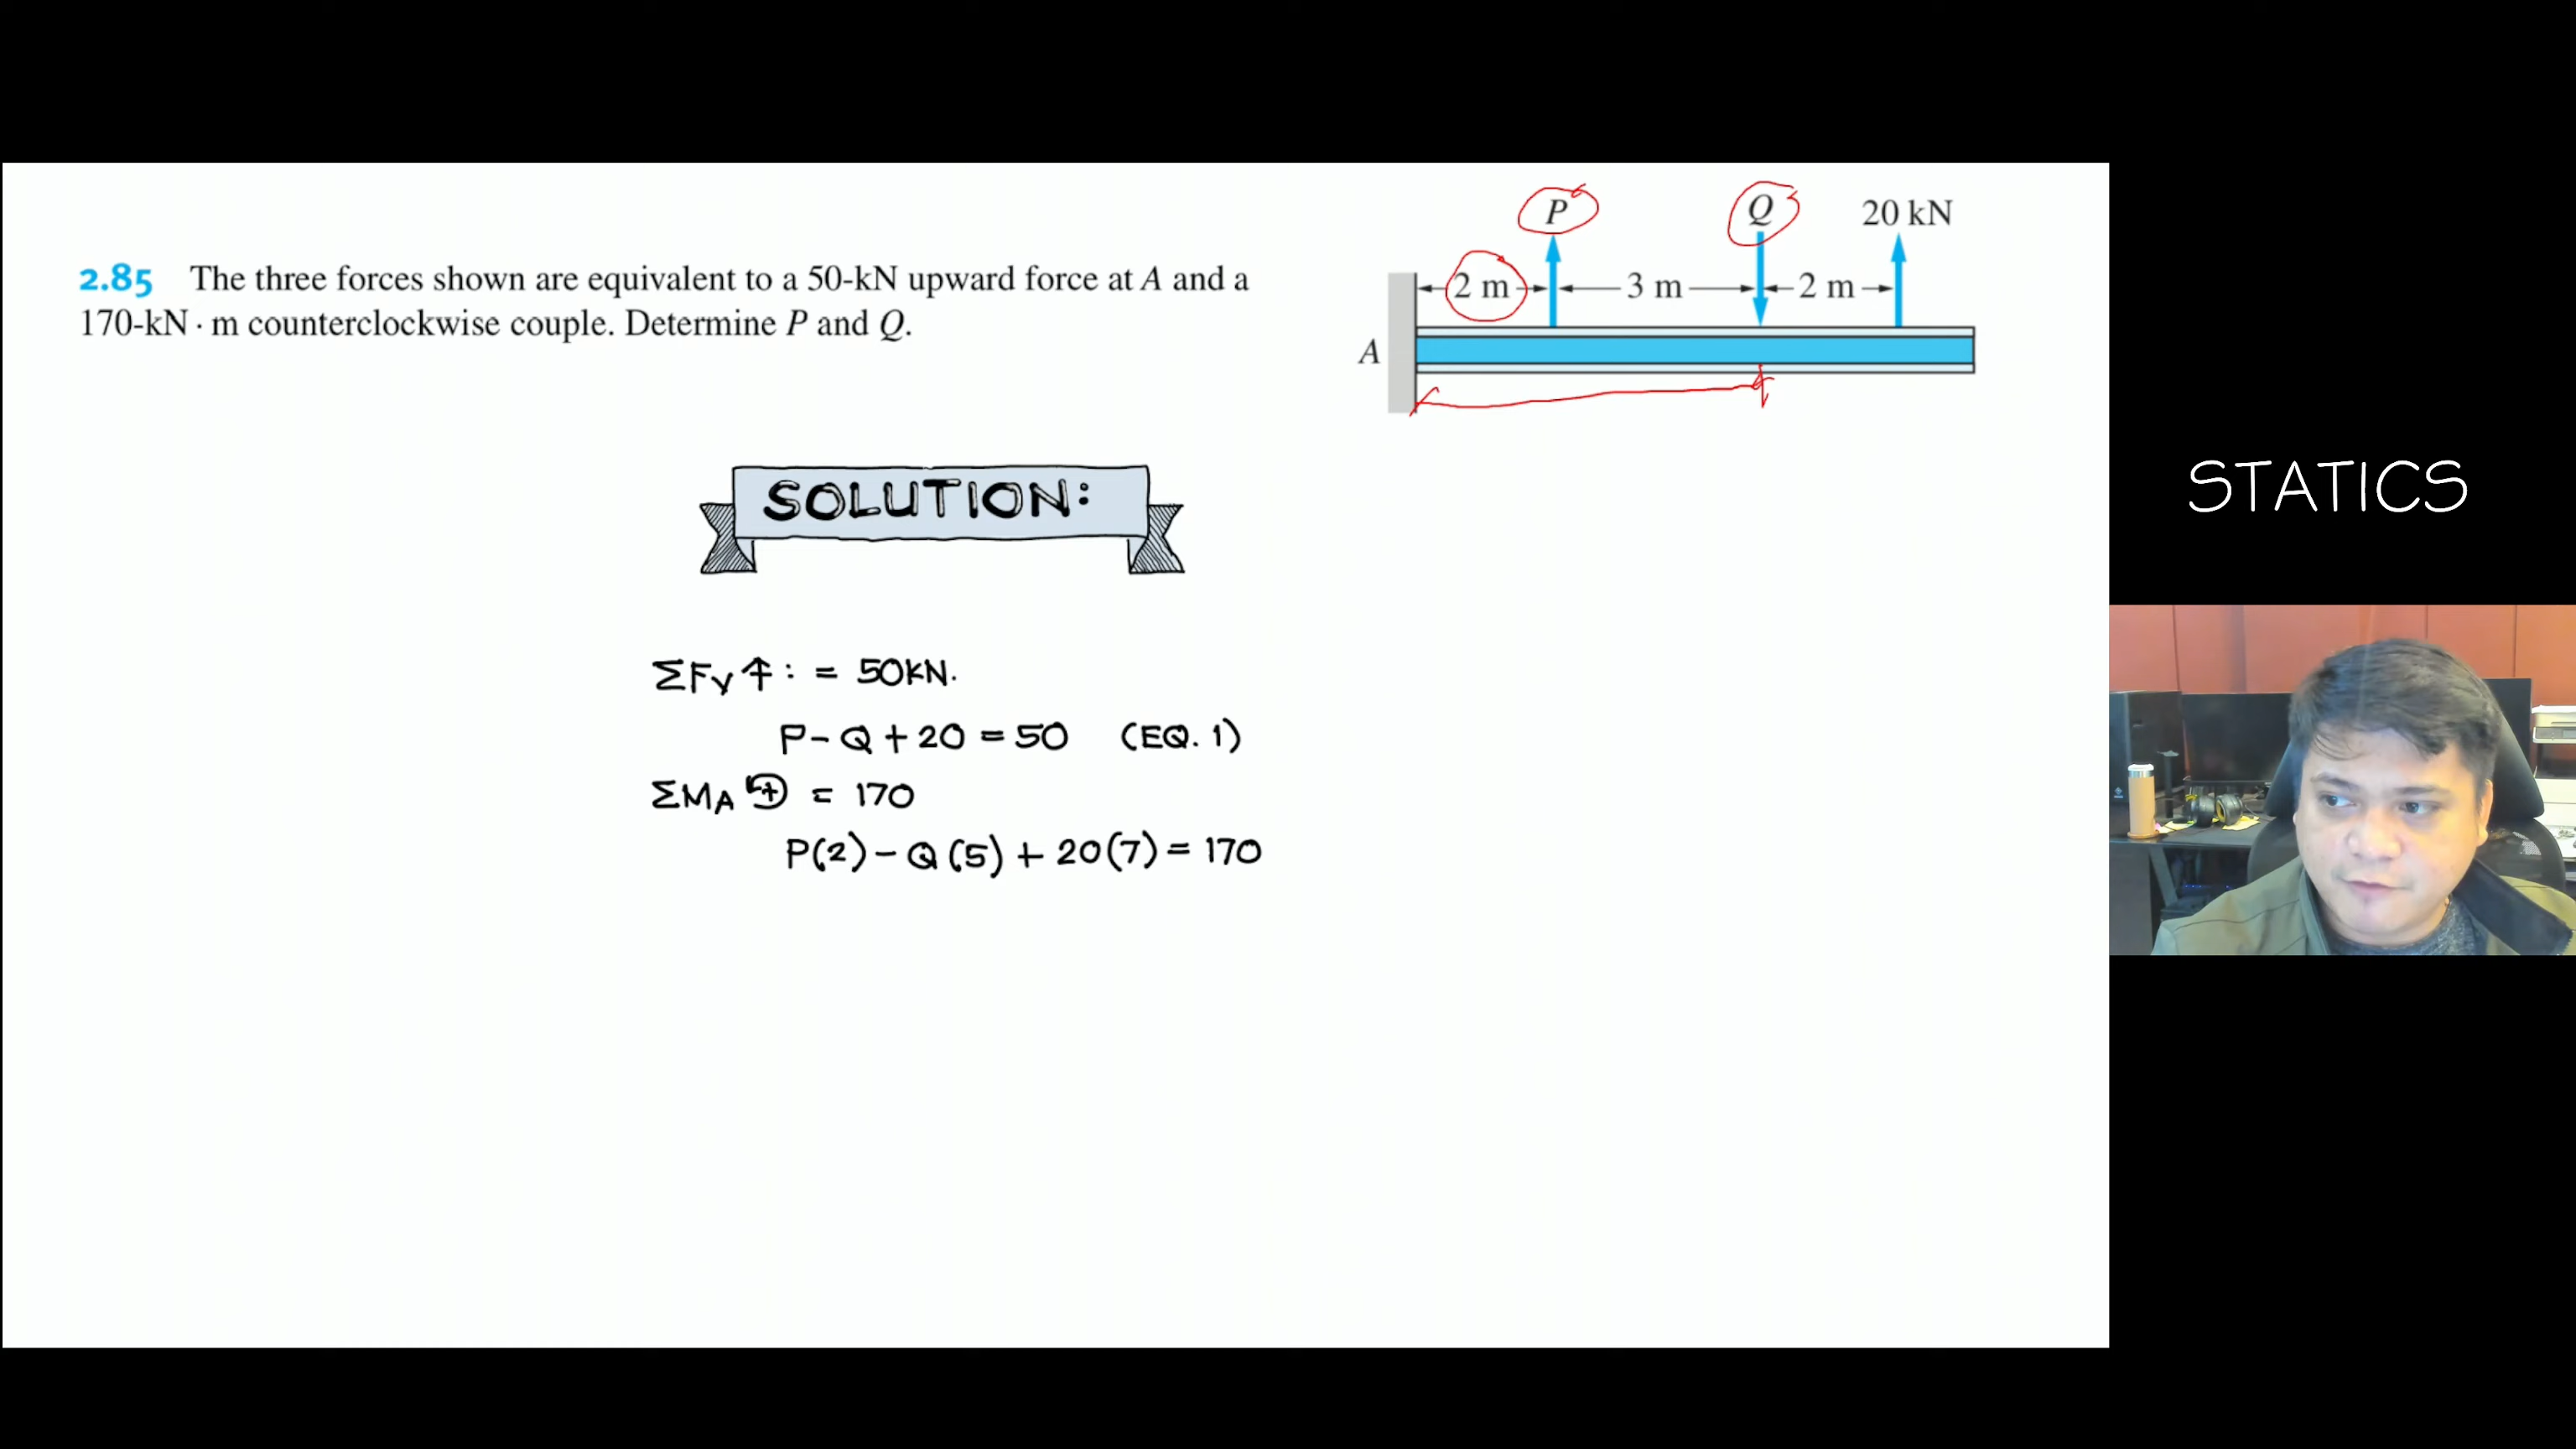 P
Q
20 kN
2.85 The three forces shown are equivalent to a 50-kN upward force at A and a
170-kN · m counterclockwise couple. Determine P and Q.
2 m
3 m
2 m
A
SOLUTION:
STATICS
ΣFy ↑ : = 50KN.
P - Q + 20 = 50 (EQ. 1)
ΣMA ↺+ = 170
P(2) - Q(5) + 20(7) = 170